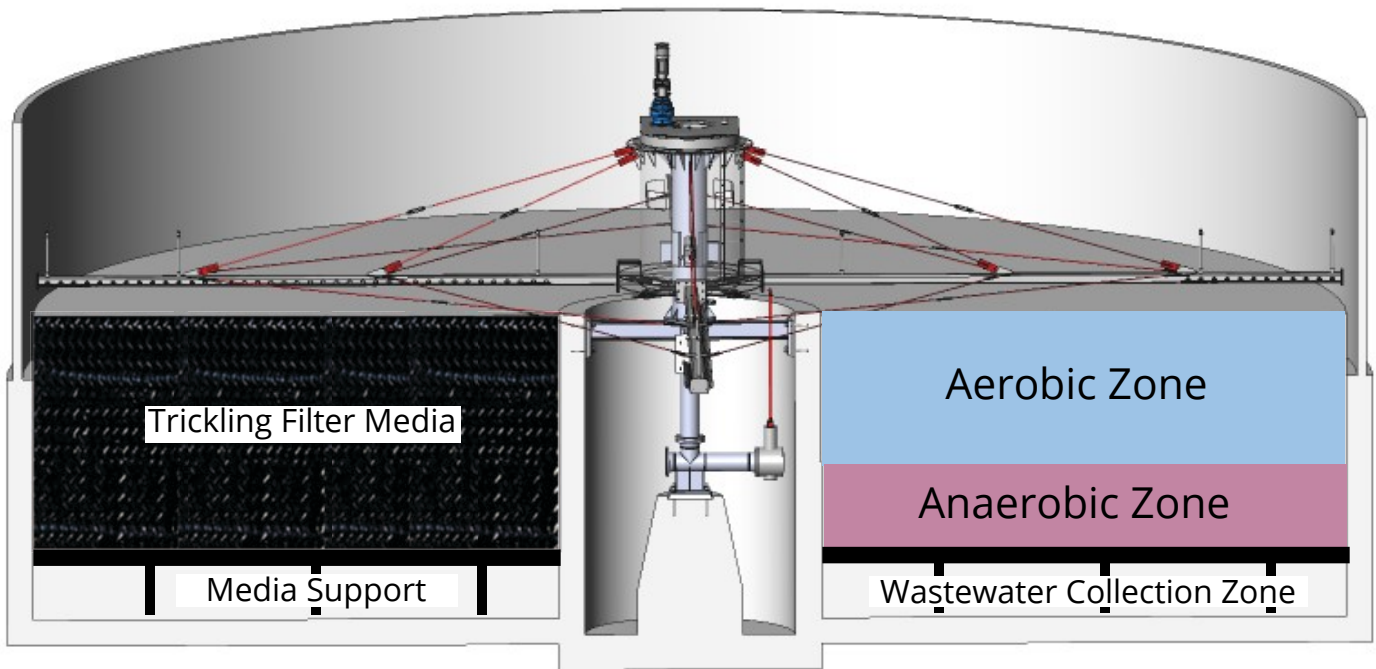 Aerobic Zone
Trickling Filter Media
Anaerobic Zone
Media Support
Wastewater Collection Zone